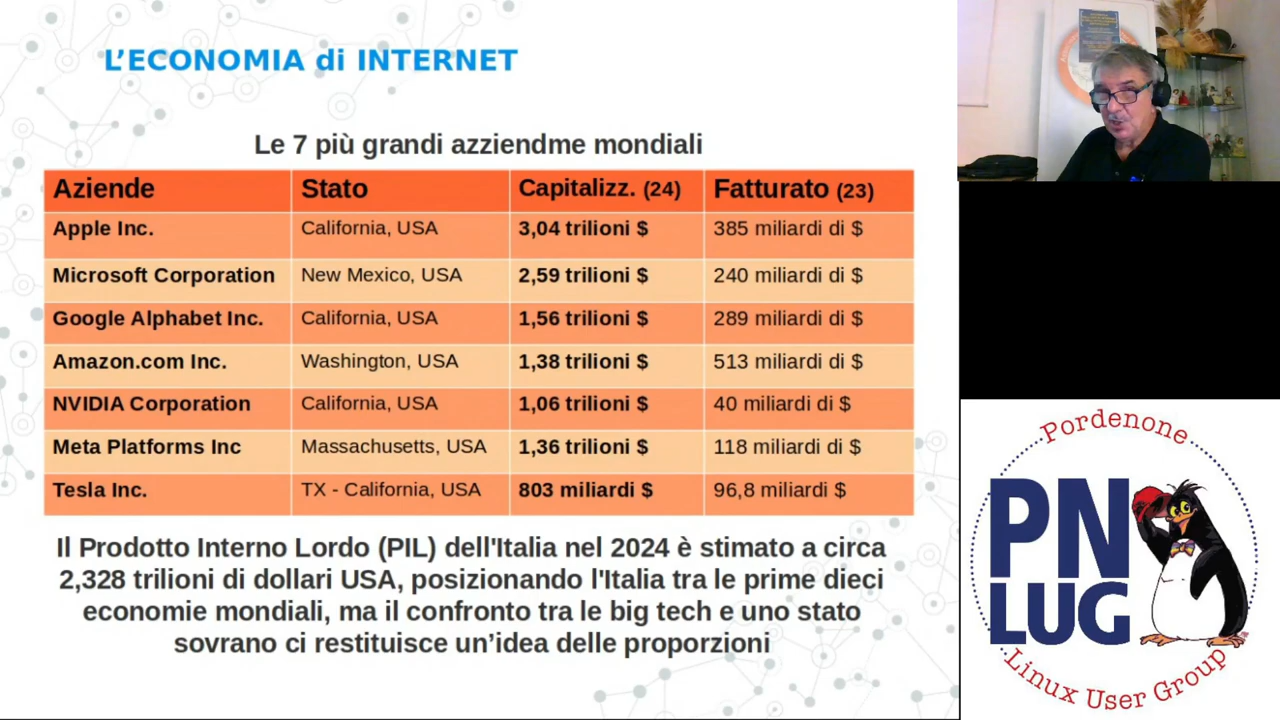 L’ECONOMIA di INTERNET
Le 7 più grandi azziendme mondiali
Aziende Stato Capitalizz. (24) Fatturato (23)
Apple Inc. California, USA 3,04 trilioni $ 385 miliardi di $
Microsoft Corporation New Mexico, USA 2,59 trilioni $ 240 miliardi di $
Google Alphabet Inc. California, USA 1,56 trilioni $ 289 miliardi di $
Amazon.com Inc. Washington, USA 1,38 trilioni $ 513 miliardi di $
NVIDIA Corporation California, USA 1,06 trilioni $ 40 miliardi di $
Meta Platforms Inc Massachusetts, USA 1,36 trilioni $ 118 miliardi di $
Tesla Inc. TX - California, USA 803 miliardi $ 96,8 miliardi di $
Il Prodotto Interno Lordo (PIL) dell'Italia nel 2024 è stimato a circa
2,328 trilioni di dollari USA, posizionando l'Italia tra le prime dieci
economie mondiali, ma il confronto tra le big tech e uno stato
sovrano ci restituisce un’idea delle proporzioni
Pordenone
PN
LUG
Linux User Group